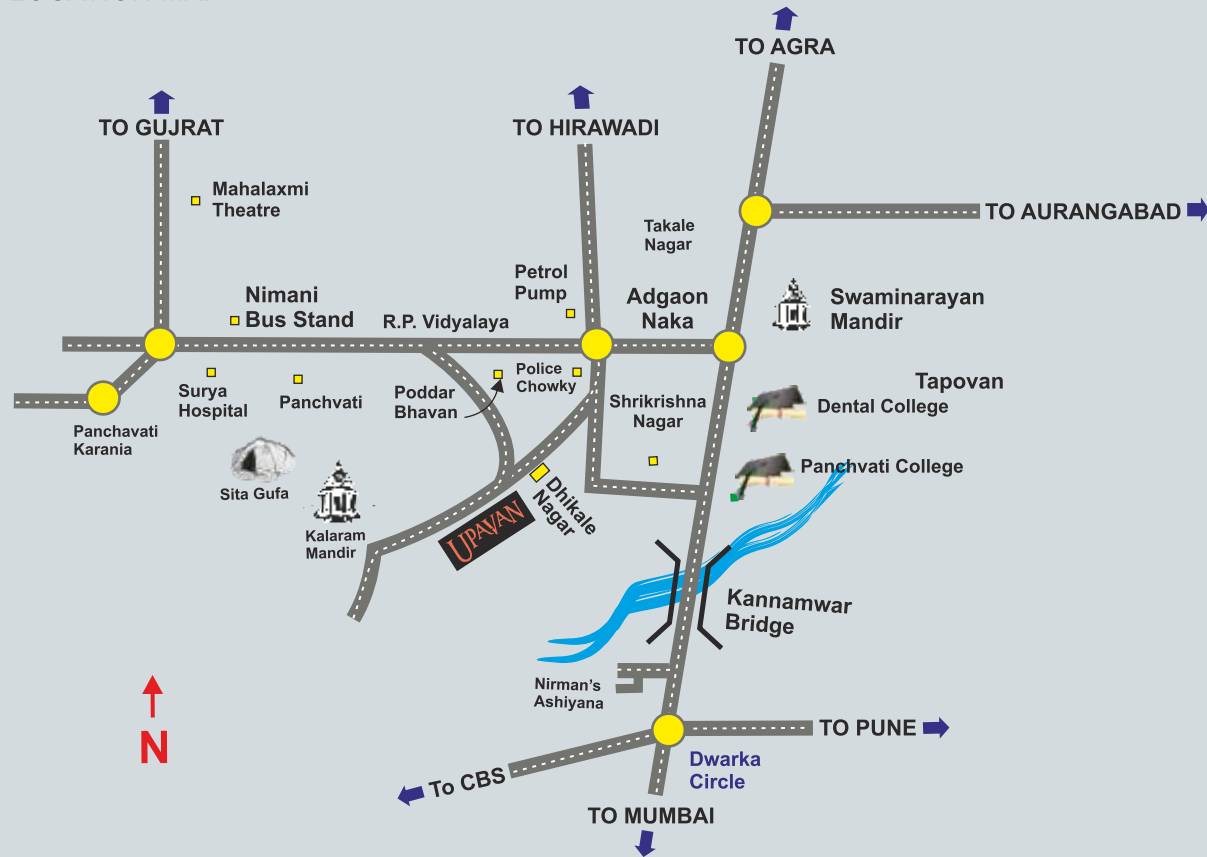 TO AGRA
TO GUJRAT
TO HIRAWADI
Mahalaxmi
Theatre
TO AURANGABAD
Takale
Nagar
Petrol
Pump
Nimani
Bus Stand
R.P. Vidyalaya
Adgaon
Naka
Swaminarayan
Mandir
Surya
Hospital
Panchvati
Poddar
Bhavan
Police
Chowky
Shrikrishna
Nagar
Tapovan
Dental College
Panchavati
Karania
Panchvati College
Sita Gufa
Kalaram
Mandir
UPAVAN
Dhikale
Nagar
Kannamwar
Bridge
Nirman's
Ashiyana
N
TO PUNE
Dwarka
Circle
To CBS
TO MUMBAI